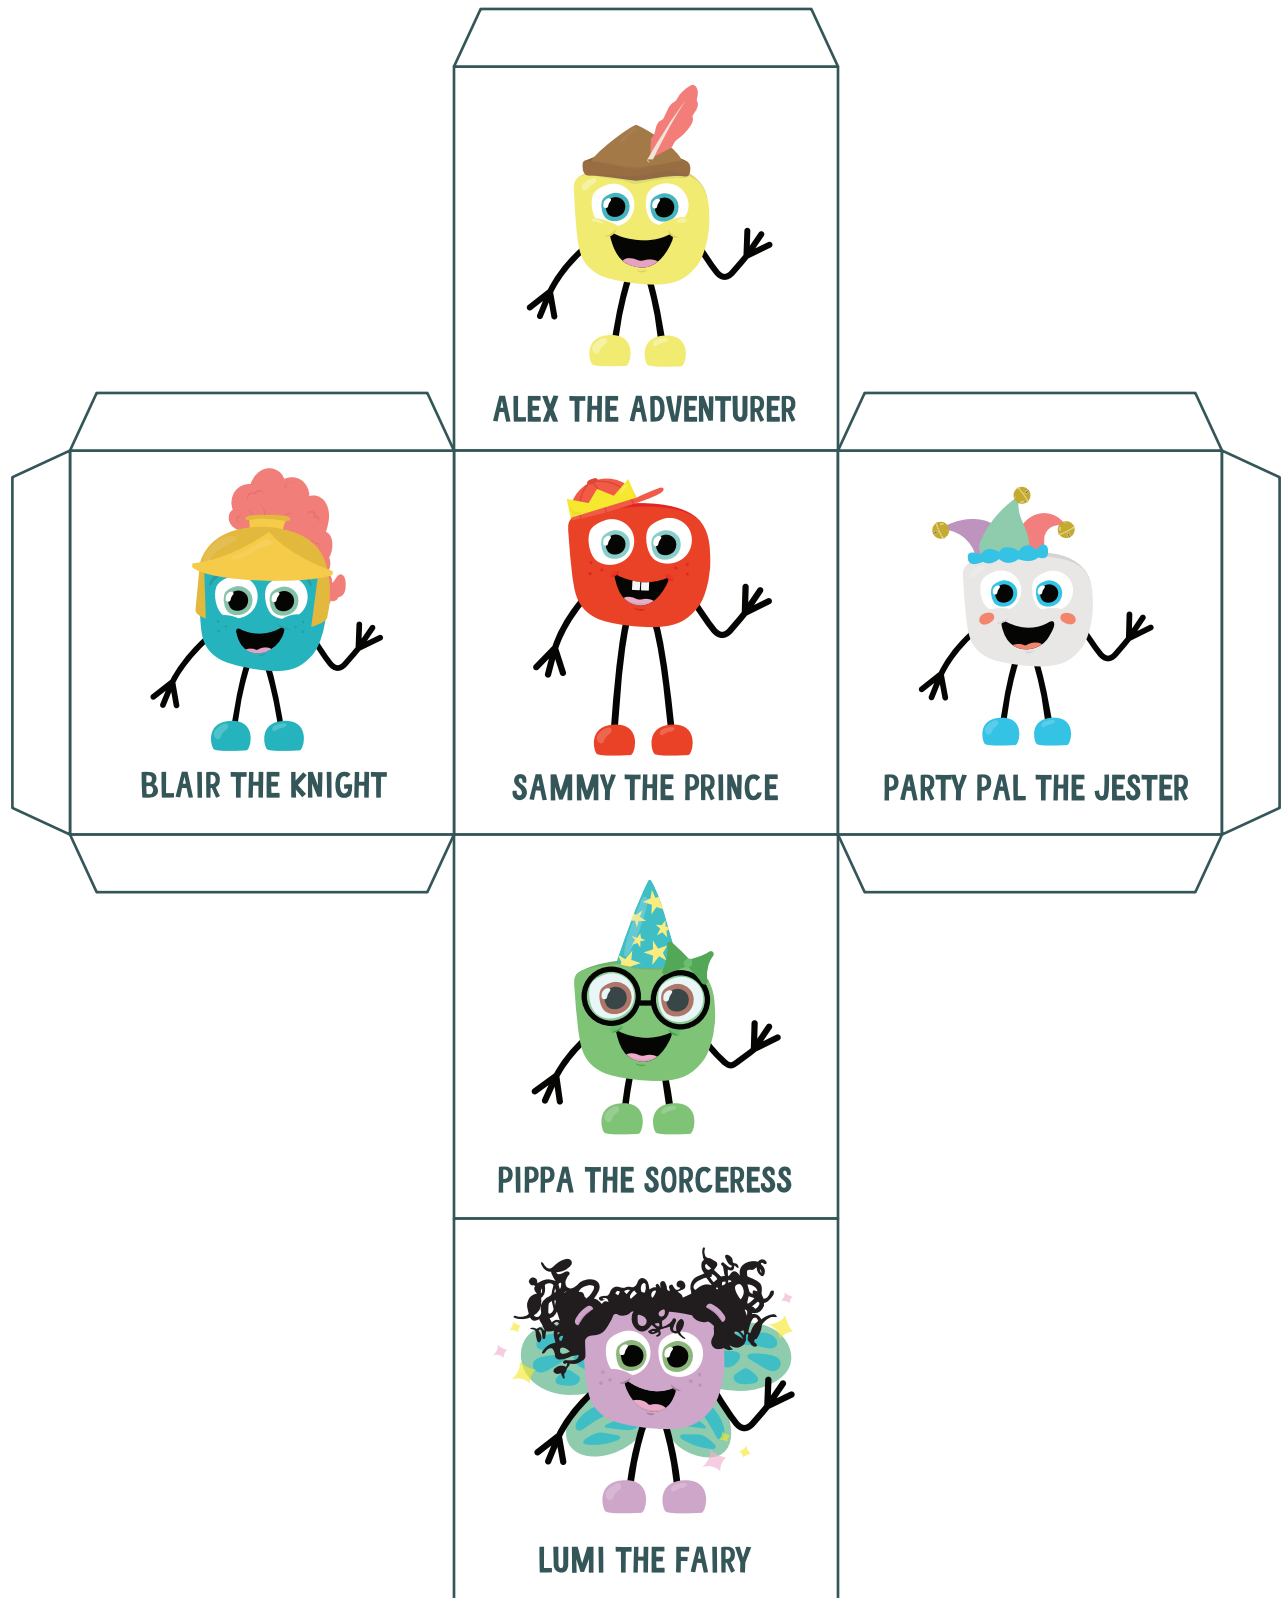 ALEX THE ADVENTURER
BLAIR THE KNIGHT
SAMMY THE PRINCE
PARTY PAL THE JESTER
PIPPA THE SORCERESS
LUMI THE FAIRY